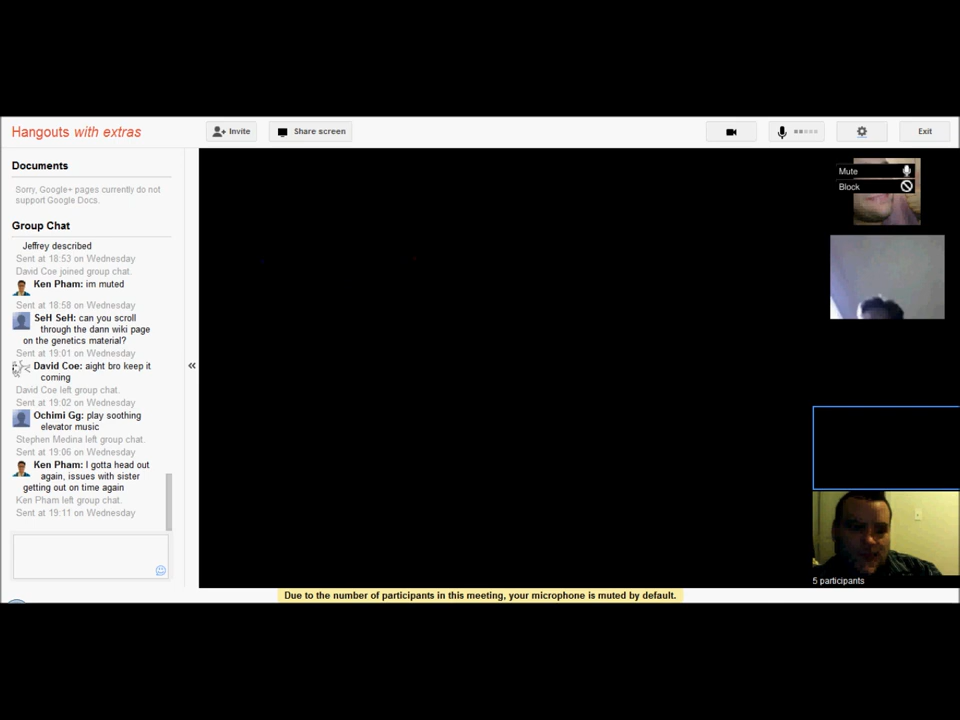 Hangouts with extras
Invite
Share screen
Exit
Documents
Sorry, Google+ pages currently do not
support Google Docs.
Group Chat
Jeffrey described
Sent at 18:53 on Wednesday
David Coe joined group chat.
Ken Pham: im muted
Sent at 18:58 on Wednesday
SeH SeH: can you scroll
through the dann wiki page
on the genetics material?
Sent at 19:01 on Wednesday
David Coe: aight bro keep it
coming
David Coe left group chat.
Sent at 19:02 on Wednesday
Ochimi Gg: play soothing
elevator music
Stephen Medina left group chat.
Sent at 19:06 on Wednesday
Ken Pham: I gotta head out
again, issues with sister
getting out on time again
Ken Pham left group chat.
Sent at 19:11 on Wednesday
Mute
Block
5 participants
Due to the number of participants in this meeting, your microphone is muted by default.